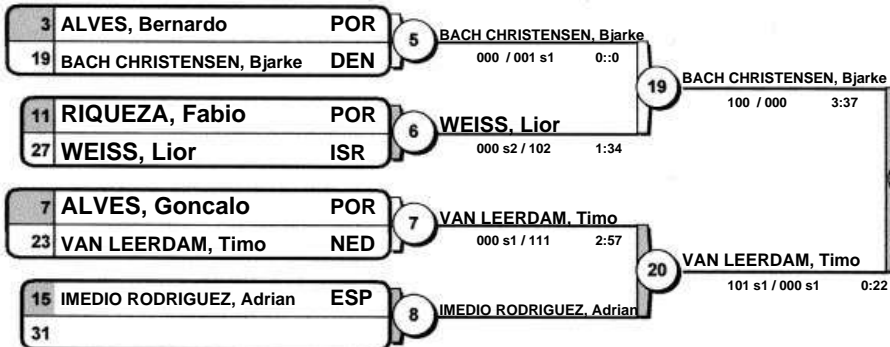 3 ALVES, Bernardo POR
19 BACH CHRISTENSEN, Bjarke DEN
5
BACH CHRISTENSEN, Bjarke
000 / 001 s1 0::0
11 RIQUEZA, Fabio POR
27 WEISS, Lior ISR
6
WEISS, Lior
000 s2 / 102 1:34
19
BACH CHRISTENSEN, Bjarke
100 / 000 3:37
7 ALVES, Goncalo POR
23 VAN LEERDAM, Timo NED
7
VAN LEERDAM, Timo
000 s1 / 111 2:57
15 IMEDIO RODRIGUEZ, Adrian ESP
31
8
IMEDIO RODRIGUEZ, Adrian
20
VAN LEERDAM, Timo
101 s1 / 000 s1 0:22